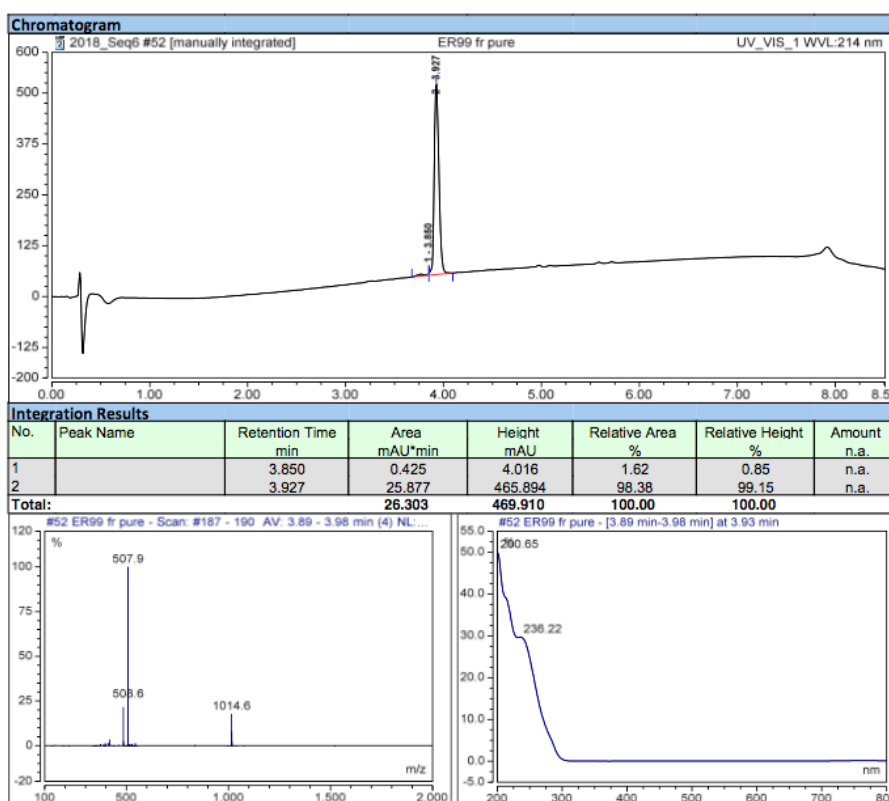 Chromatogram
2018_Seq6 #52 [manually integrated] ER99 fr pure UV_VIS_1 WVL:214 nm
600
500
375
250
125
0
-125
-200
1 - 3.850
2 - 3.927
0.00 1.00 2.00 3.00 4.00 5.00 6.00 7.00 8.5
Integration Results
No. Peak Name Retention Time Area Height Relative Area Relative Height Amount
min mAU*min mAU % % n.a.
1 3.850 0.425 4.016 1.62 0.85 n.a.
2 3.927 25.877 465.894 98.38 99.15 n.a.
Total: 26.303 469.910 100.00 100.00
#52 ER99 fr pure - Scan: #187 - 190 AV: 3.89 - 3.98 min (4) NL:...
120
100
75
50
25
0
-20
%
507.9
508.6
1014.6
m/z
100 500 1.000 1.500 2.000
#52 ER99 fr pure - [3.89 min-3.98 min] at 3.93 min
55.0
50.0
40.0
30.0
20.0
10.0
0.0
-5.0
%
200.65
236.22
nm
200 300 400 500 600 700 800